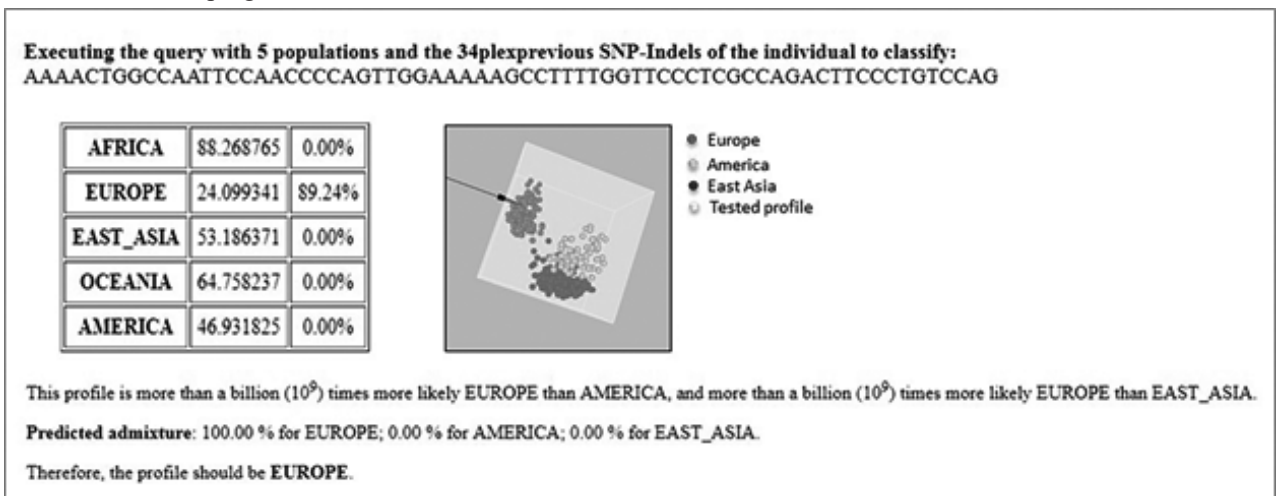 Executing the query with 5 populations and the 34plexprevious SNP-Indels of the individual to classify:
AAAACTGGCCAATTCCAACCCCAGTTGGAAAAAGCCTTTTGGTTCCCTCGCCAGACTTCCCTGTCCAG
AFRICA 88.268765 0.00%
EUROPE 24.099341 89.24%
EAST_ASIA 53.186371 0.00%
OCEANIA 64.758237 0.00%
AMERICA 46.931825 0.00%
Europe
America
East Asia
Tested profile
This profile is more than a billion (10⁹) times more likely EUROPE than AMERICA, and more than a billion (10⁹) times more likely EUROPE than EAST_ASIA.
Predicted admixture: 100.00 % for EUROPE; 0.00 % for AMERICA; 0.00 % for EAST_ASIA.
Therefore, the profile should be EUROPE.